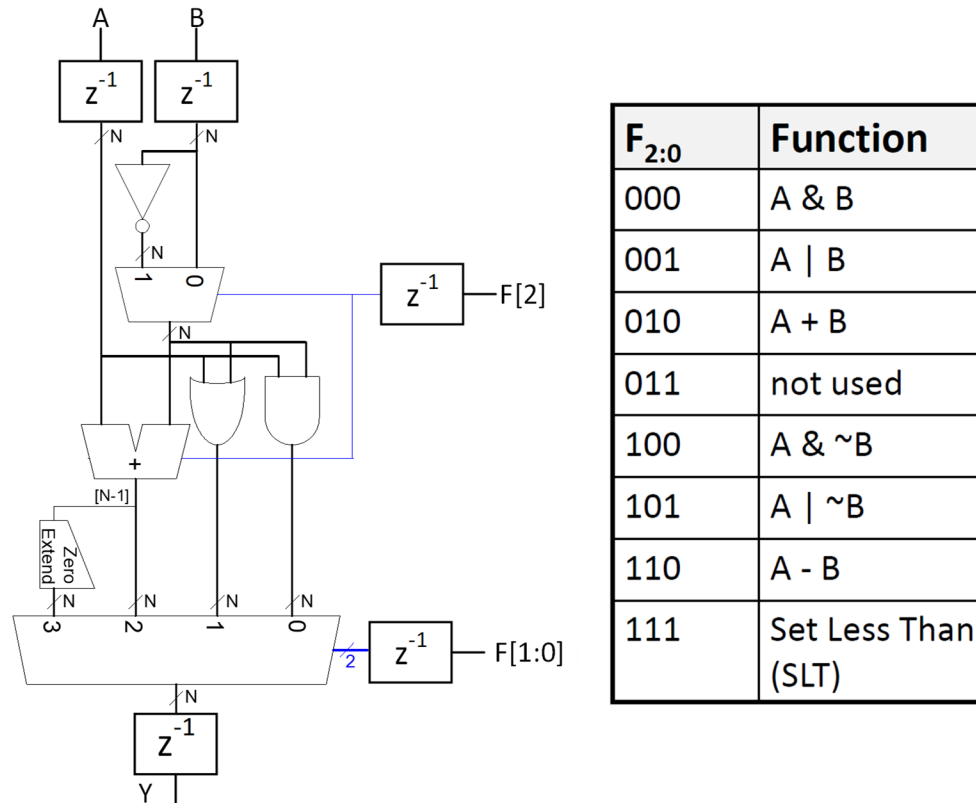 A B
z-1 z-1
N N
N
1 0
z-1 F[2]
N
+
[N-1]
Zero
Extend
N N N N
3 2 1 0
2 z-1 F[1:0]
N
z-1
Y
F2:0 Function
000 A & B
001 A | B
010 A + B
011 not used
100 A & ~B
101 A | ~B
110 A - B
111 Set Less Than
(SLT)